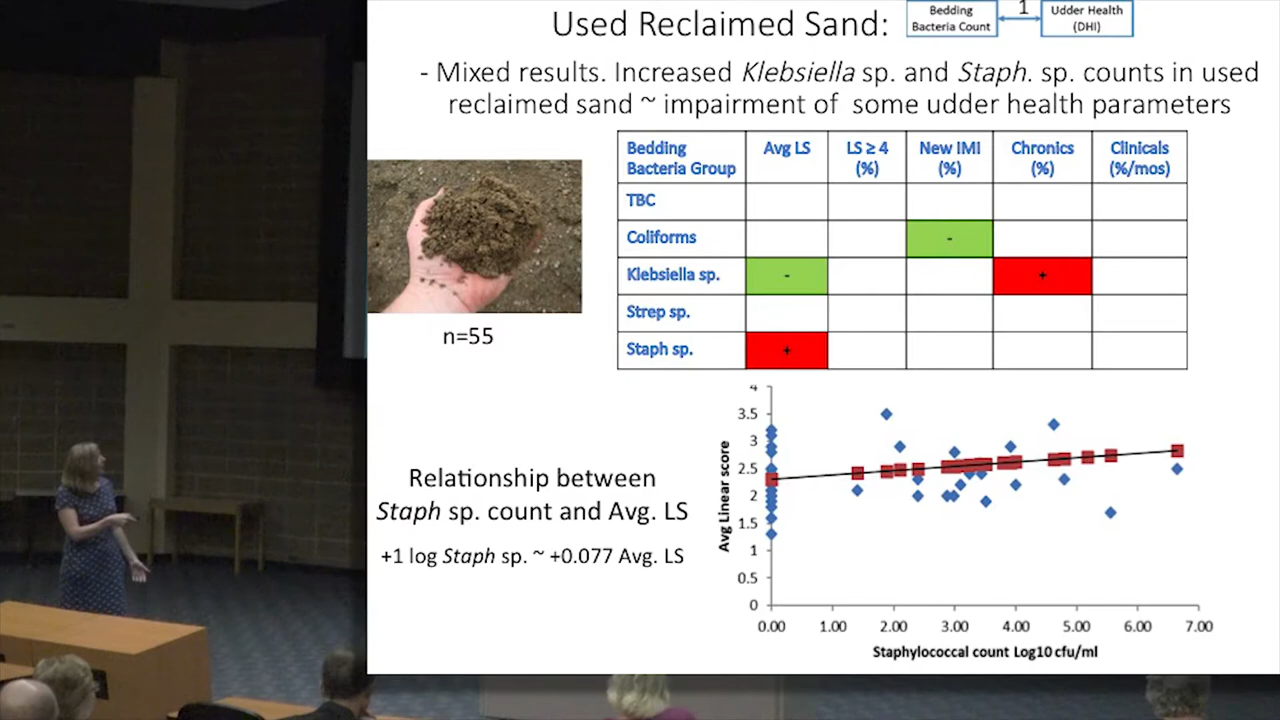 Used Reclaimed Sand:
Bedding
Bacteria Count
1
Udder Health
(DHI)
- Mixed results. Increased Klebsiella sp. and Staph. sp. counts in used
reclaimed sand ~ impairment of some udder health parameters
Bedding
Bacteria Group
Avg LS
LS ≥ 4
(%)
New IMI
(%)
Chronics
(%)
Clinicals
(%/mos)
TBC
Coliforms
-
Klebsiella sp.
-
+
Strep sp.
Staph sp.
+
n=55
Relationship between
Staph sp. count and Avg. LS
+1 log Staph sp. ~ +0.077 Avg. LS
Avg Linear score
4
3.5
3
2.5
2
1.5
1
0.5
0
0.00 1.00 2.00 3.00 4.00 5.00 6.00 7.00
Staphylococcal count Log10 cfu/ml